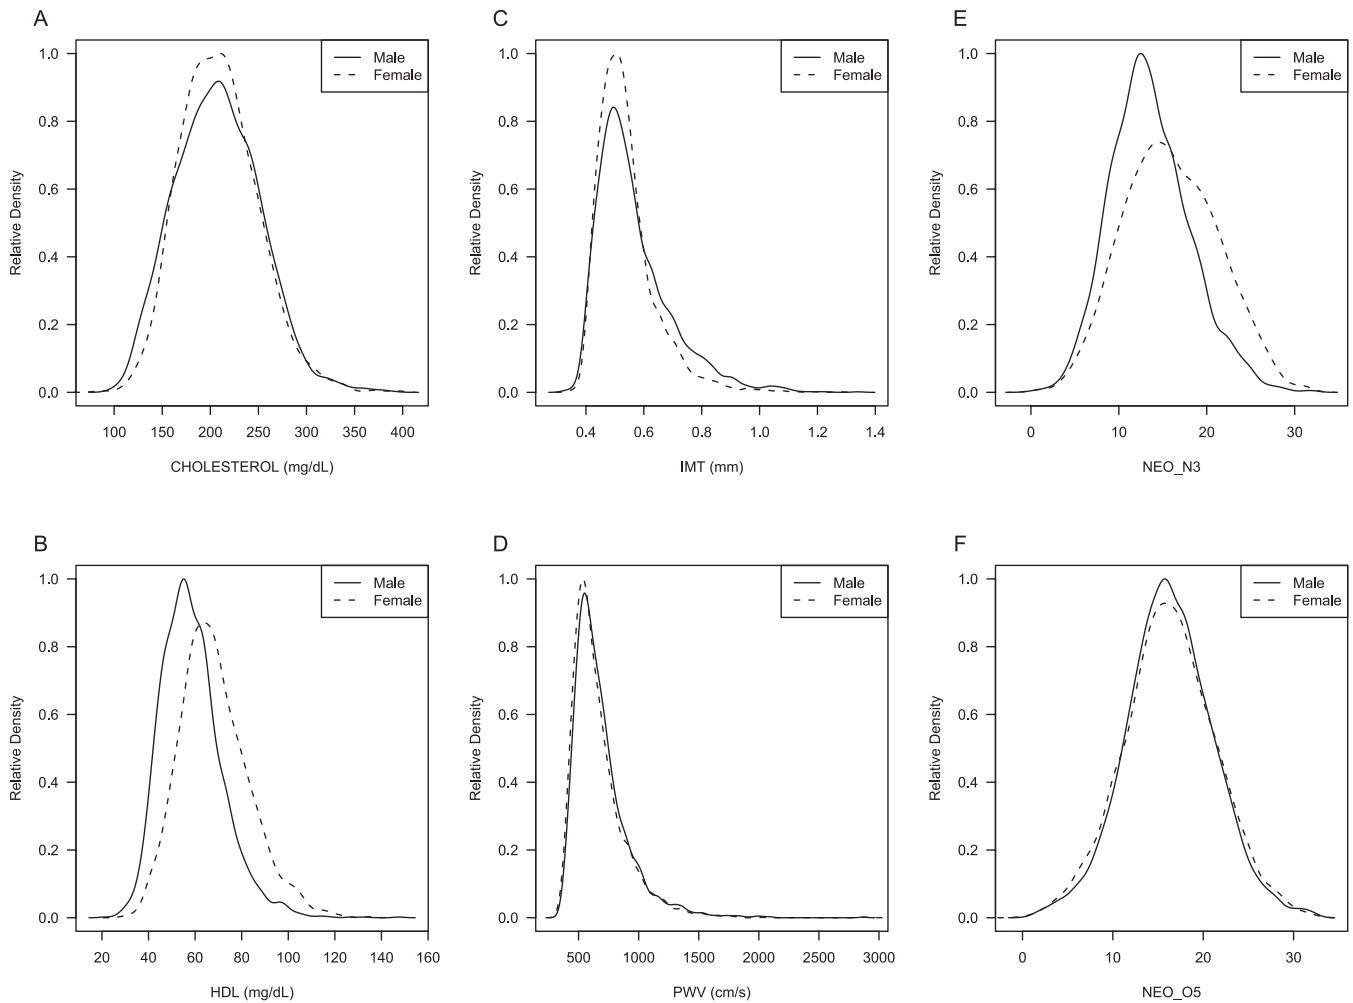 A
Relative Density
1.0
0.8
0.6
0.4
0.2
0.0
Male
Female
100 150 200 250 300 350 400
CHOLESTEROL (mg/dL)
C
Relative Density
1.0
0.8
0.6
0.4
0.2
0.0
Male
Female
0.4 0.6 0.8 1.0 1.2 1.4
IMT (mm)
E
Relative Density
1.0
0.8
0.6
0.4
0.2
0.0
Male
Female
0 10 20 30
NEO_N3
B
Relative Density
1.0
0.8
0.6
0.4
0.2
0.0
Male
Female
20 40 60 80 100 120 140 160
HDL (mg/dL)
D
Relative Density
1.0
0.8
0.6
0.4
0.2
0.0
Male
Female
500 1000 1500 2000 2500 3000
PWV (cm/s)
F
Relative Density
1.0
0.8
0.6
0.4
0.2
0.0
Male
Female
0 10 20 30
NEO_O5